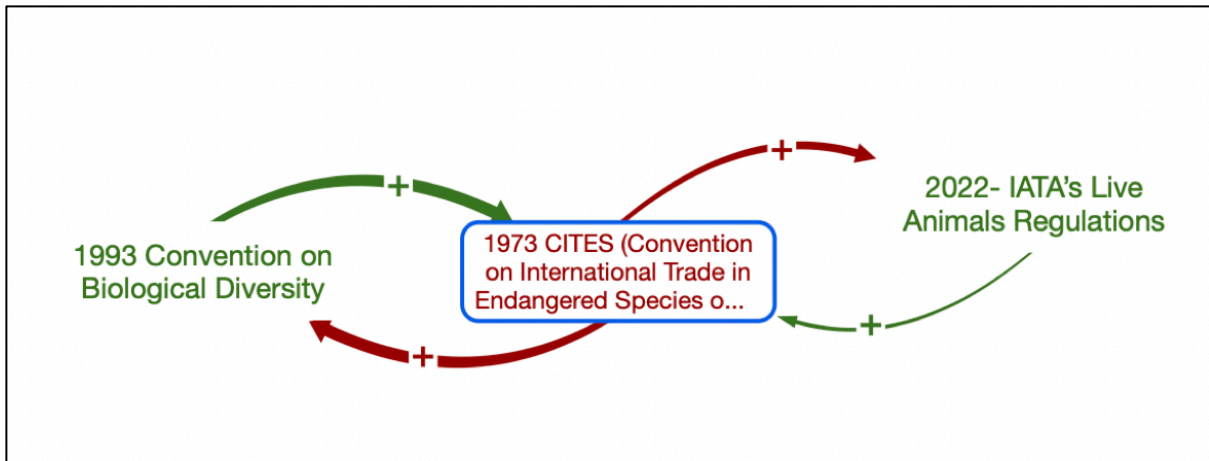 1993 Convention on
Biological Diversity
+
1973 CITES (Convention
on International Trade in
Endangered Species o...
+
+
2022- IATA's Live
Animals Regulations
+